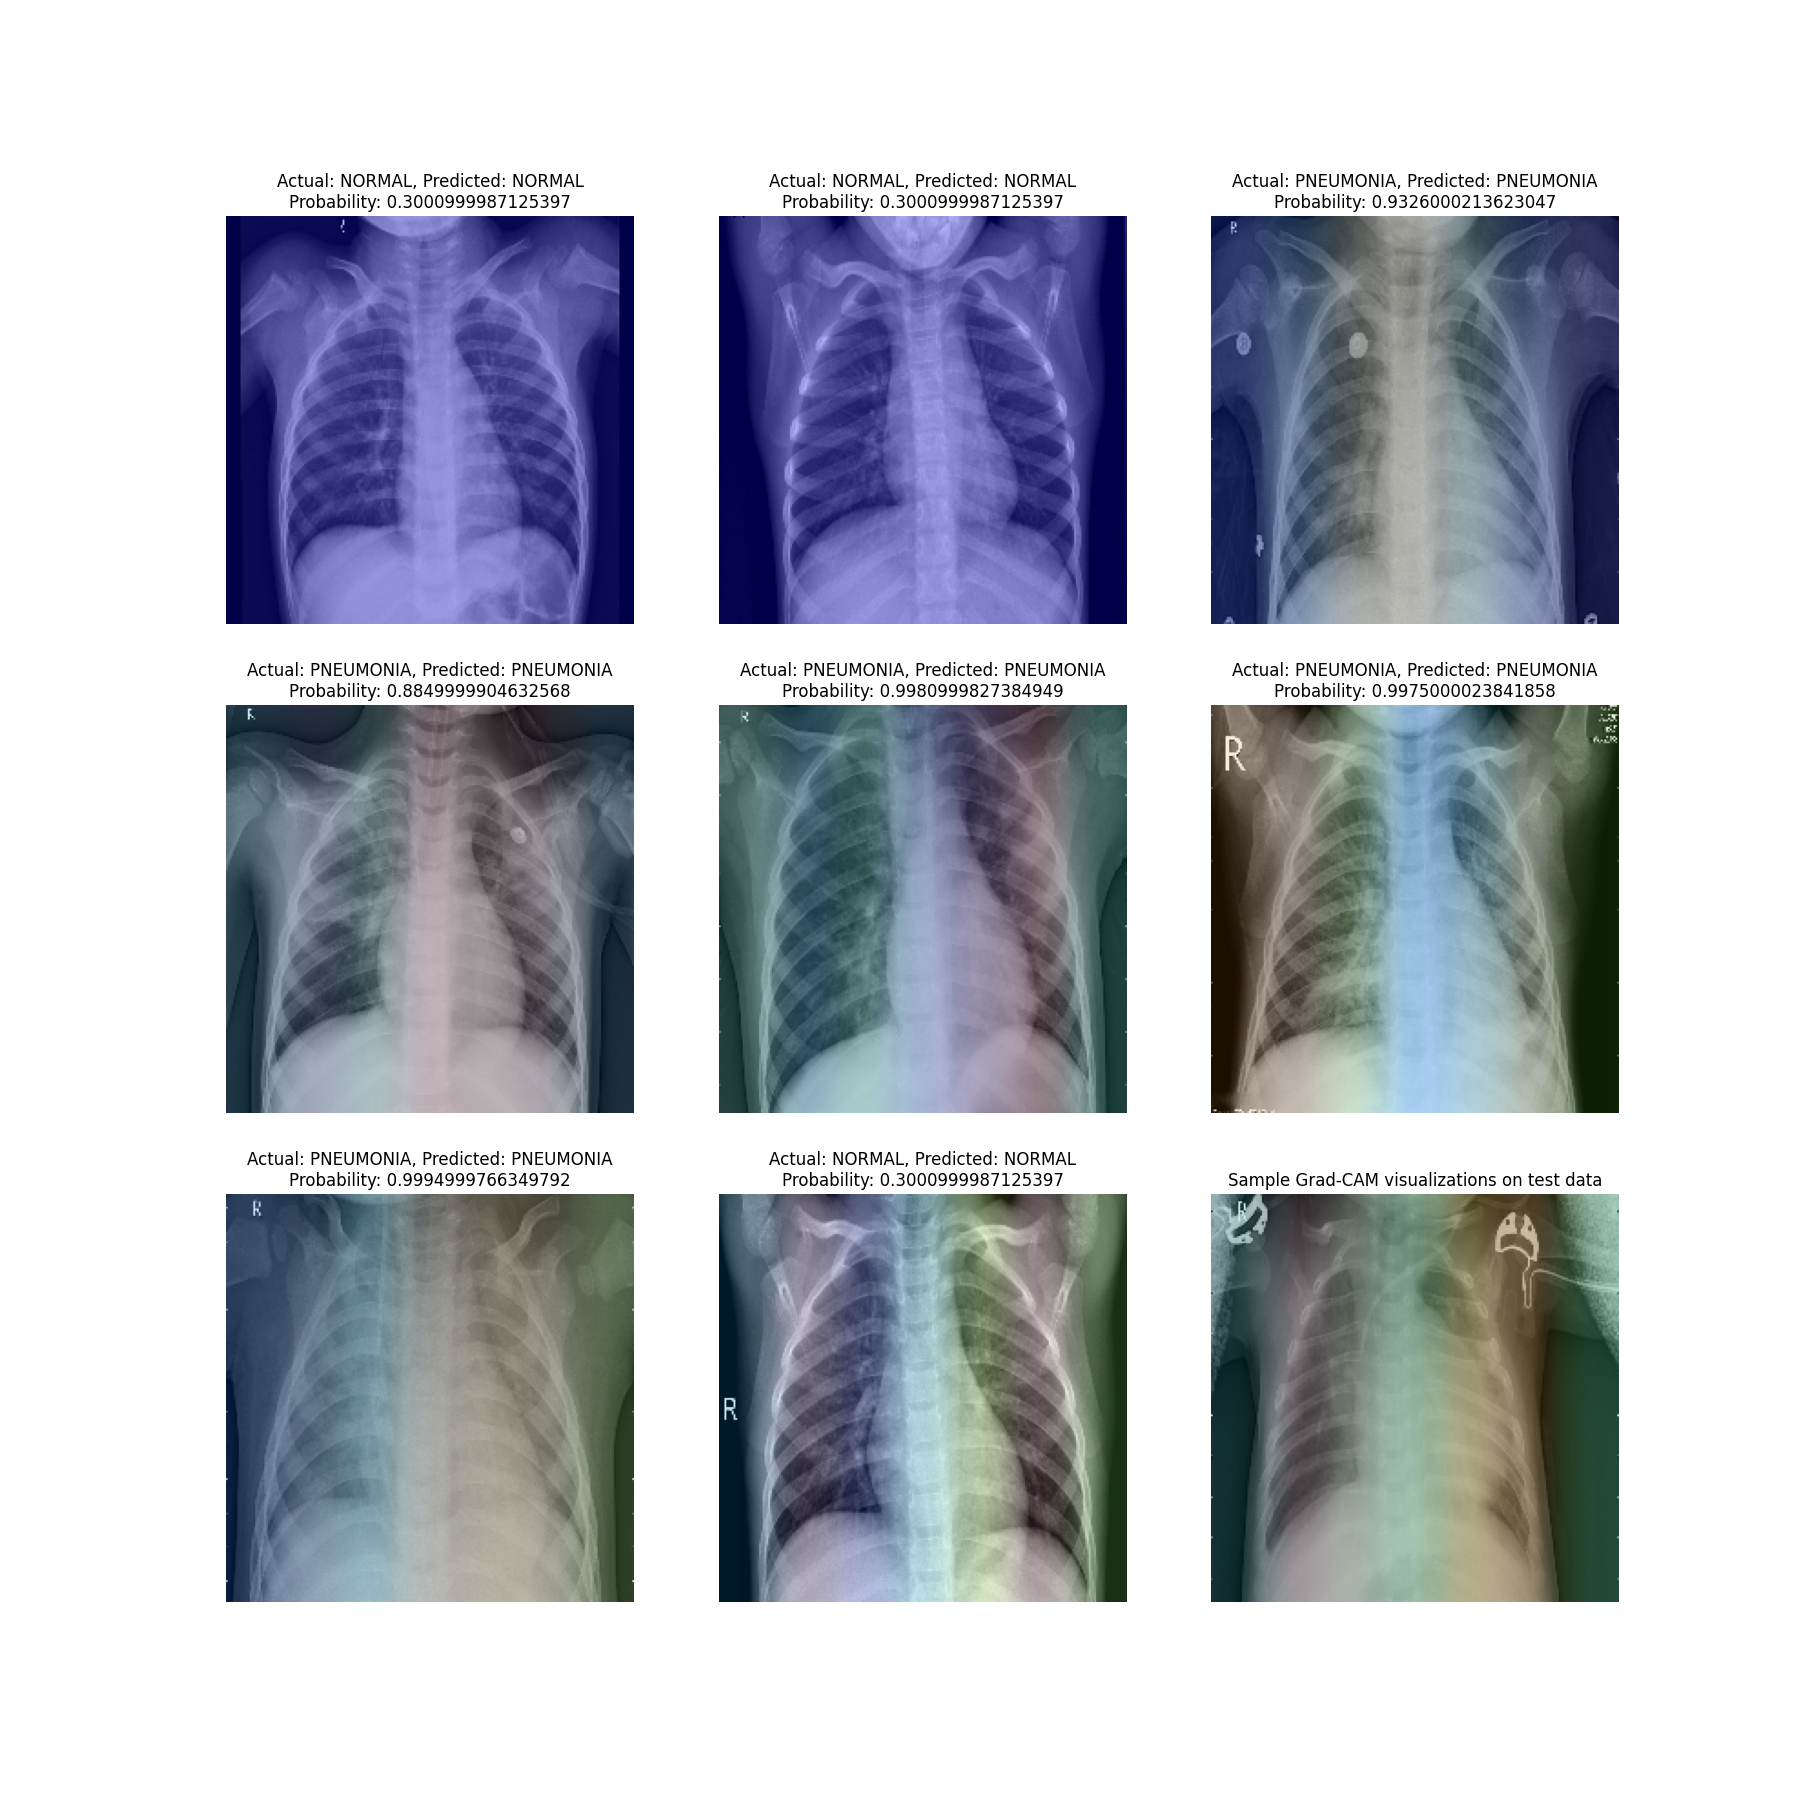 Actual: NORMAL, Predicted: NORMAL
Probability: 0.3000999987125397
Actual: NORMAL, Predicted: NORMAL
Probability: 0.3000999987125397
Actual: PNEUMONIA, Predicted: PNEUMONIA
Probability: 0.9326000213623047
R
Actual: PNEUMONIA, Predicted: PNEUMONIA
Probability: 0.8849999904632568
R
Actual: PNEUMONIA, Predicted: PNEUMONIA
Probability: 0.9980999827384949
R
Actual: PNEUMONIA, Predicted: PNEUMONIA
Probability: 0.9975000023841858
R
Actual: PNEUMONIA, Predicted: PNEUMONIA
Probability: 0.9994999766349792
R
Actual: NORMAL, Predicted: NORMAL
Probability: 0.3000999987125397
R
Sample Grad-CAM visualizations on test data
R